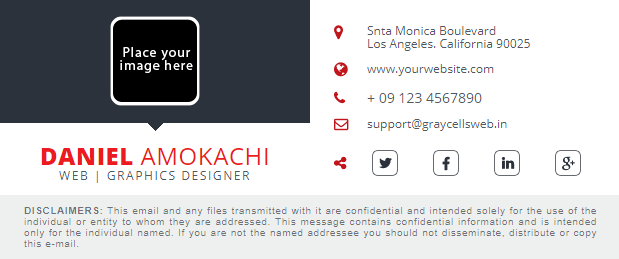 Place your
image here
DANIEL AMOKACHI
WEB | GRAPHICS DESIGNER
Snta Monica Boulevard
Los Angeles. California 90025
www.yourwebsite.com
+ 09 123 4567890
support@graycellsweb.in
f
in
g+
DISCLAIMERS: This email and any files transmitted with it are confidential and intended solely for the use of the
individual or entity to whom they are addressed. This message contains confidential information and is intended
only for the individual named. If you are not the named addressee you should not disseminate, distribute or copy
this e-mail.